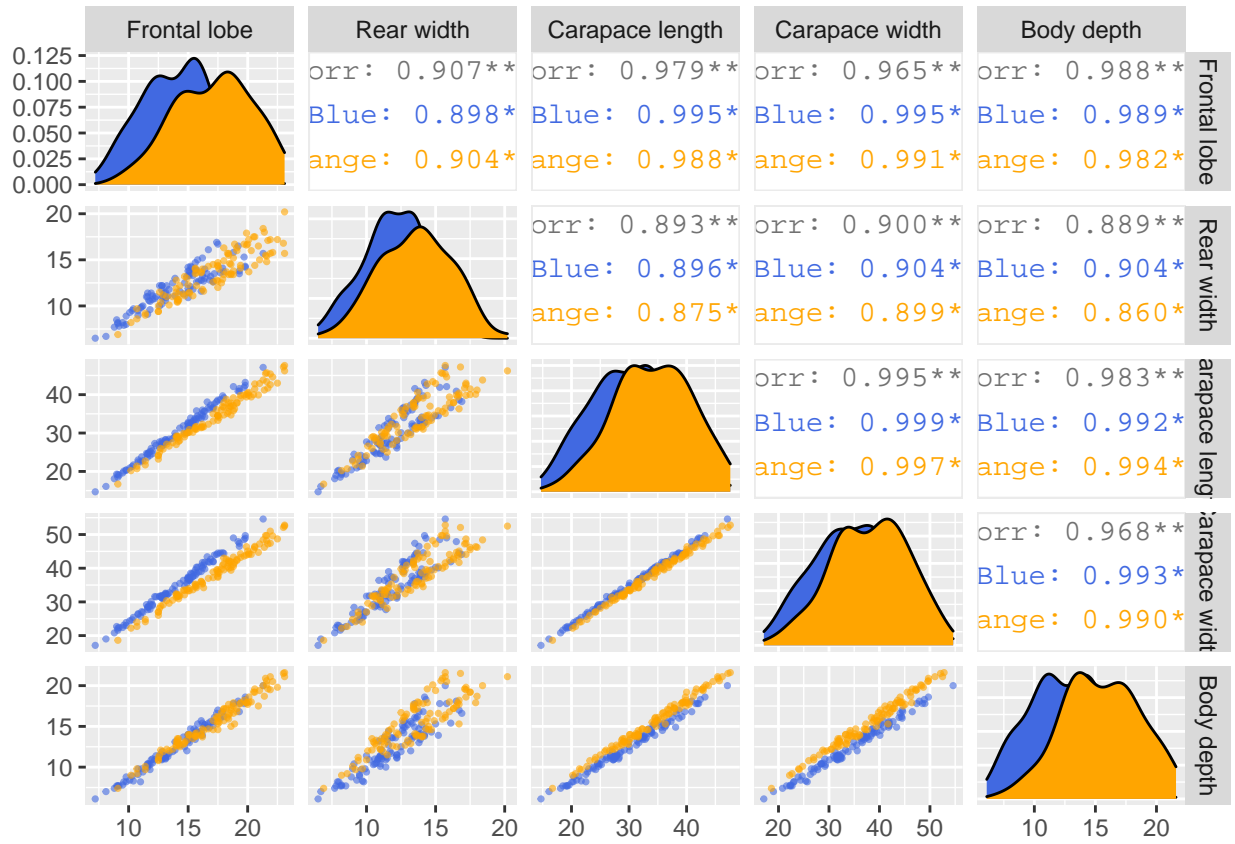 Frontal lobe Rear width Carapace length Carapace width Body depth
0.125
0.100
0.075
0.050
0.025
0.000
orr: 0.907** orr: 0.979** orr: 0.965** orr: 0.988**
Blue: 0.898* Blue: 0.995* Blue: 0.995* Blue: 0.989*
ange: 0.904* ange: 0.988* ange: 0.991* ange: 0.982*
Frontal lobe
20
15
10
orr: 0.893** orr: 0.900** orr: 0.889**
Blue: 0.896* Blue: 0.904* Blue: 0.904*
ange: 0.875* ange: 0.899* ange: 0.860*
Rear width
40
30
20
orr: 0.995** orr: 0.983**
Blue: 0.999* Blue: 0.992*
ange: 0.997* ange: 0.994*
arapace leng
50
40
30
20
orr: 0.968**
Blue: 0.993*
ange: 0.990*
arapace widt
20
15
10
Body depth
10 15 20 10 15 20 20 30 40 20 30 40 50 10 15 20